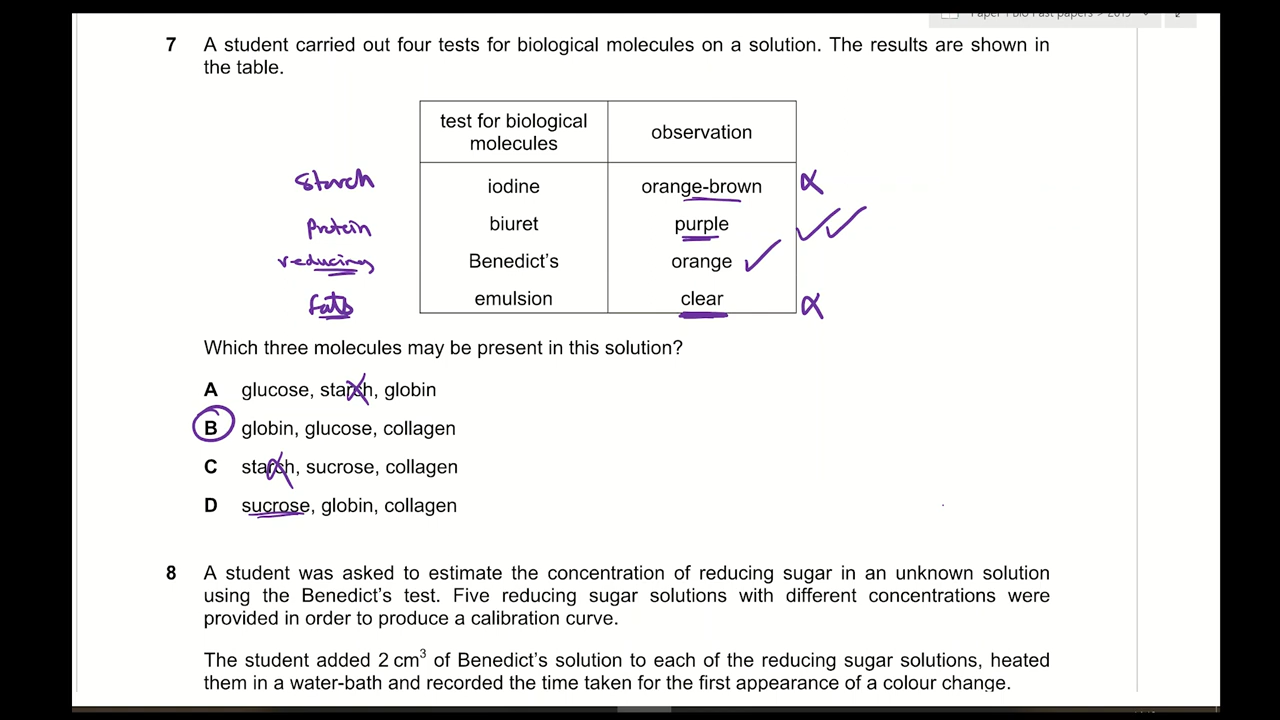 7 A student carried out four tests for biological molecules on a solution. The results are shown in
the table.
test for biological molecules observation
starch iodine orange-brown
protein biuret purple
reducing Benedict's orange
fats emulsion clear
Which three molecules may be present in this solution?
A glucose, starch, globin
B globin, glucose, collagen
C starch, sucrose, collagen
D sucrose, globin, collagen
8 A student was asked to estimate the concentration of reducing sugar in an unknown solution
using the Benedict's test. Five reducing sugar solutions with different concentrations were
provided in order to produce a calibration curve.
The student added 2 cm³ of Benedict's solution to each of the reducing sugar solutions, heated
them in a water-bath and recorded the time taken for the first appearance of a colour change.